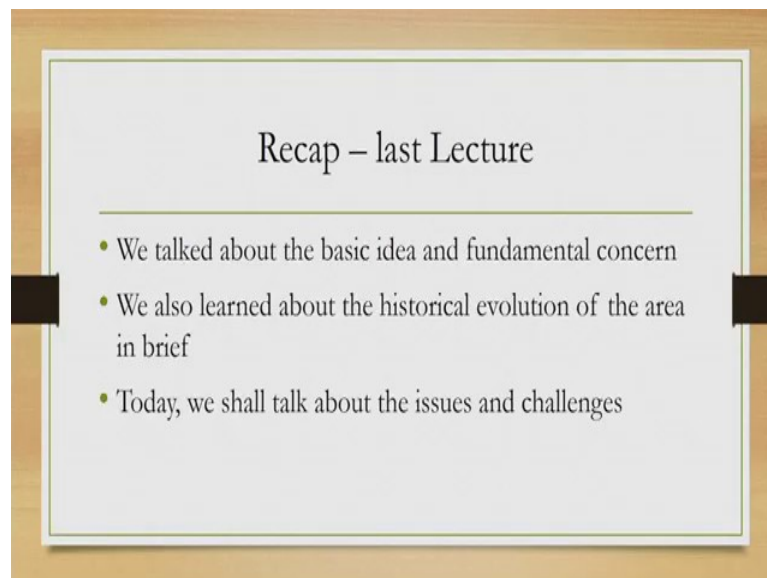 Recap – last Lecture
• We talked about the basic idea and fundamental concern
• We also learned about the historical evolution of the area
in brief
• Today, we shall talk about the issues and challenges